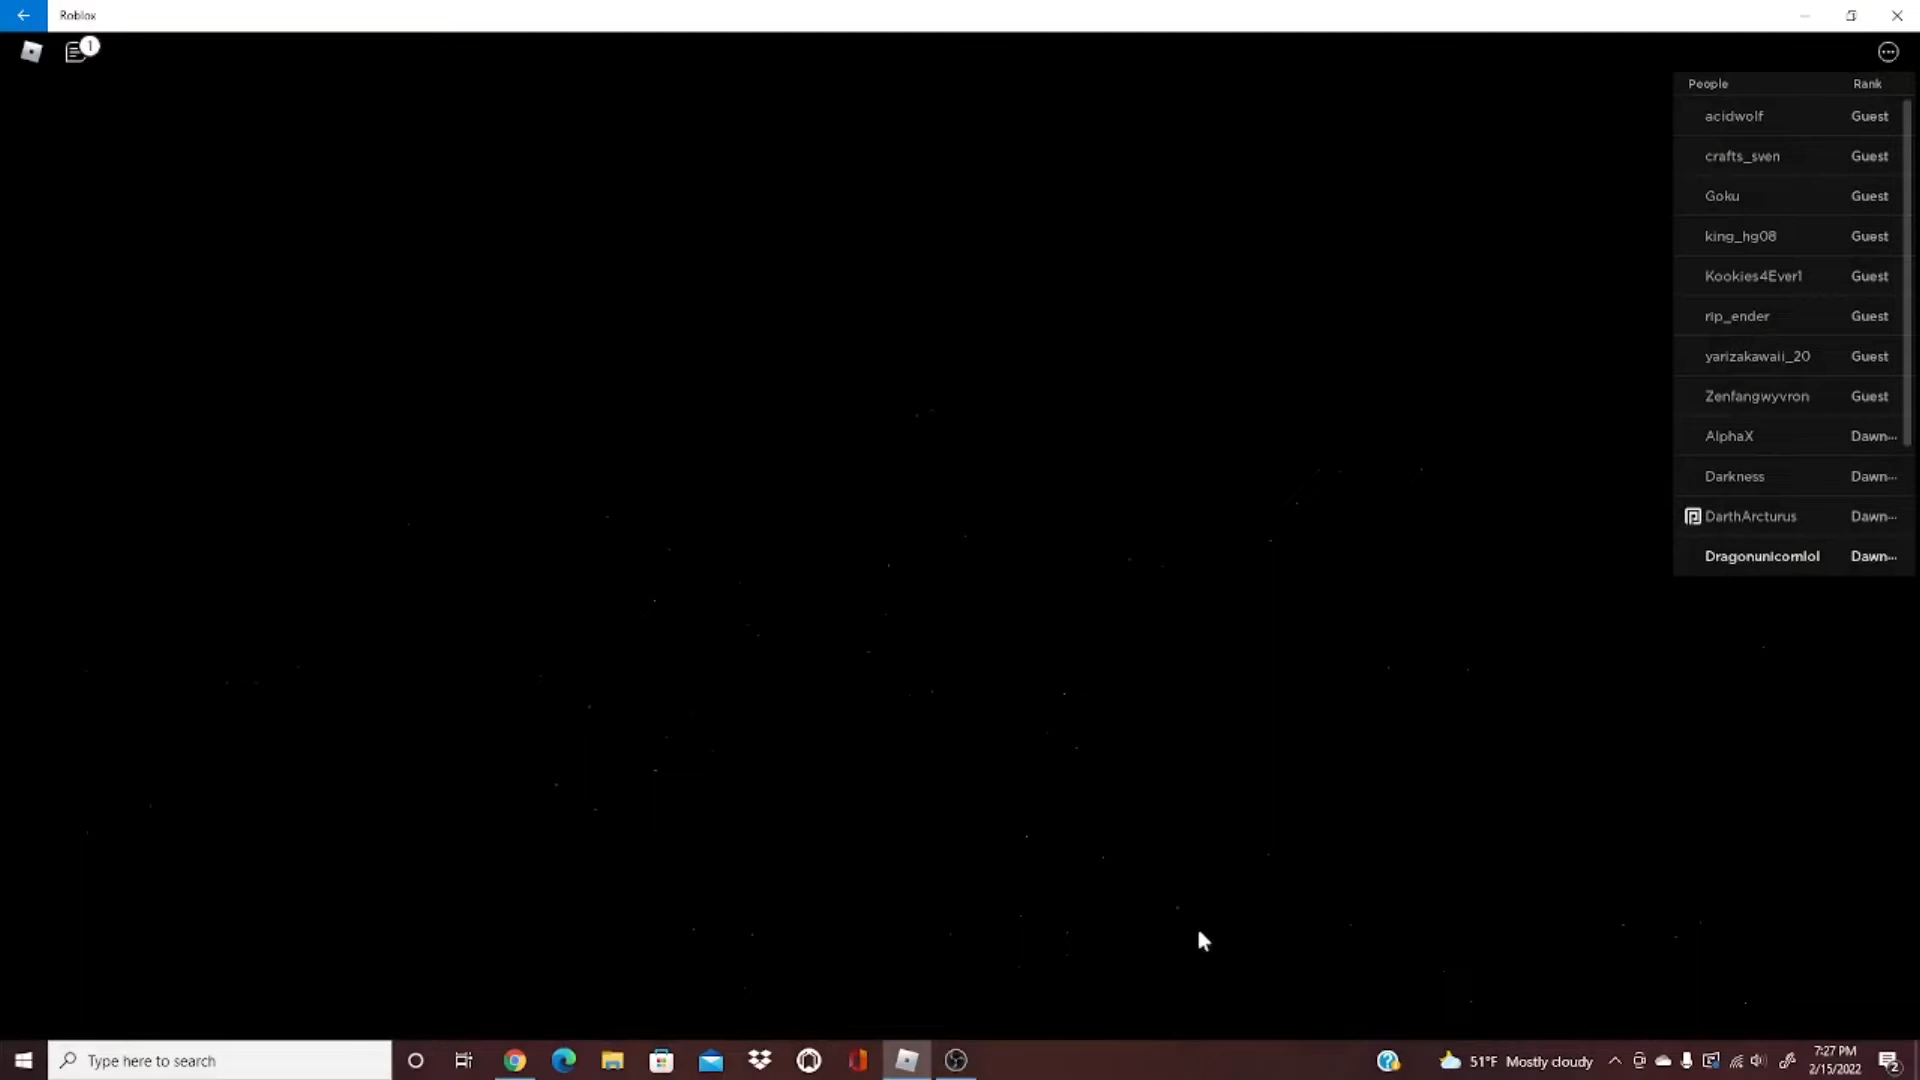 Roblox
1
People Rank
acidwolf Guest
crafts_sven Guest
Goku Guest
king_hg08 Guest
Kookies4Ever1 Guest
rip_ender Guest
yarizakawaii_20 Guest
Zenfangwyvron Guest
AlphaX Dawn...
Darkness Dawn...
DarthArcturus Dawn...
Dragonunicornlol Dawn...
Type here to search
51°F Mostly cloudy
7:27 PM
2/15/2022
2